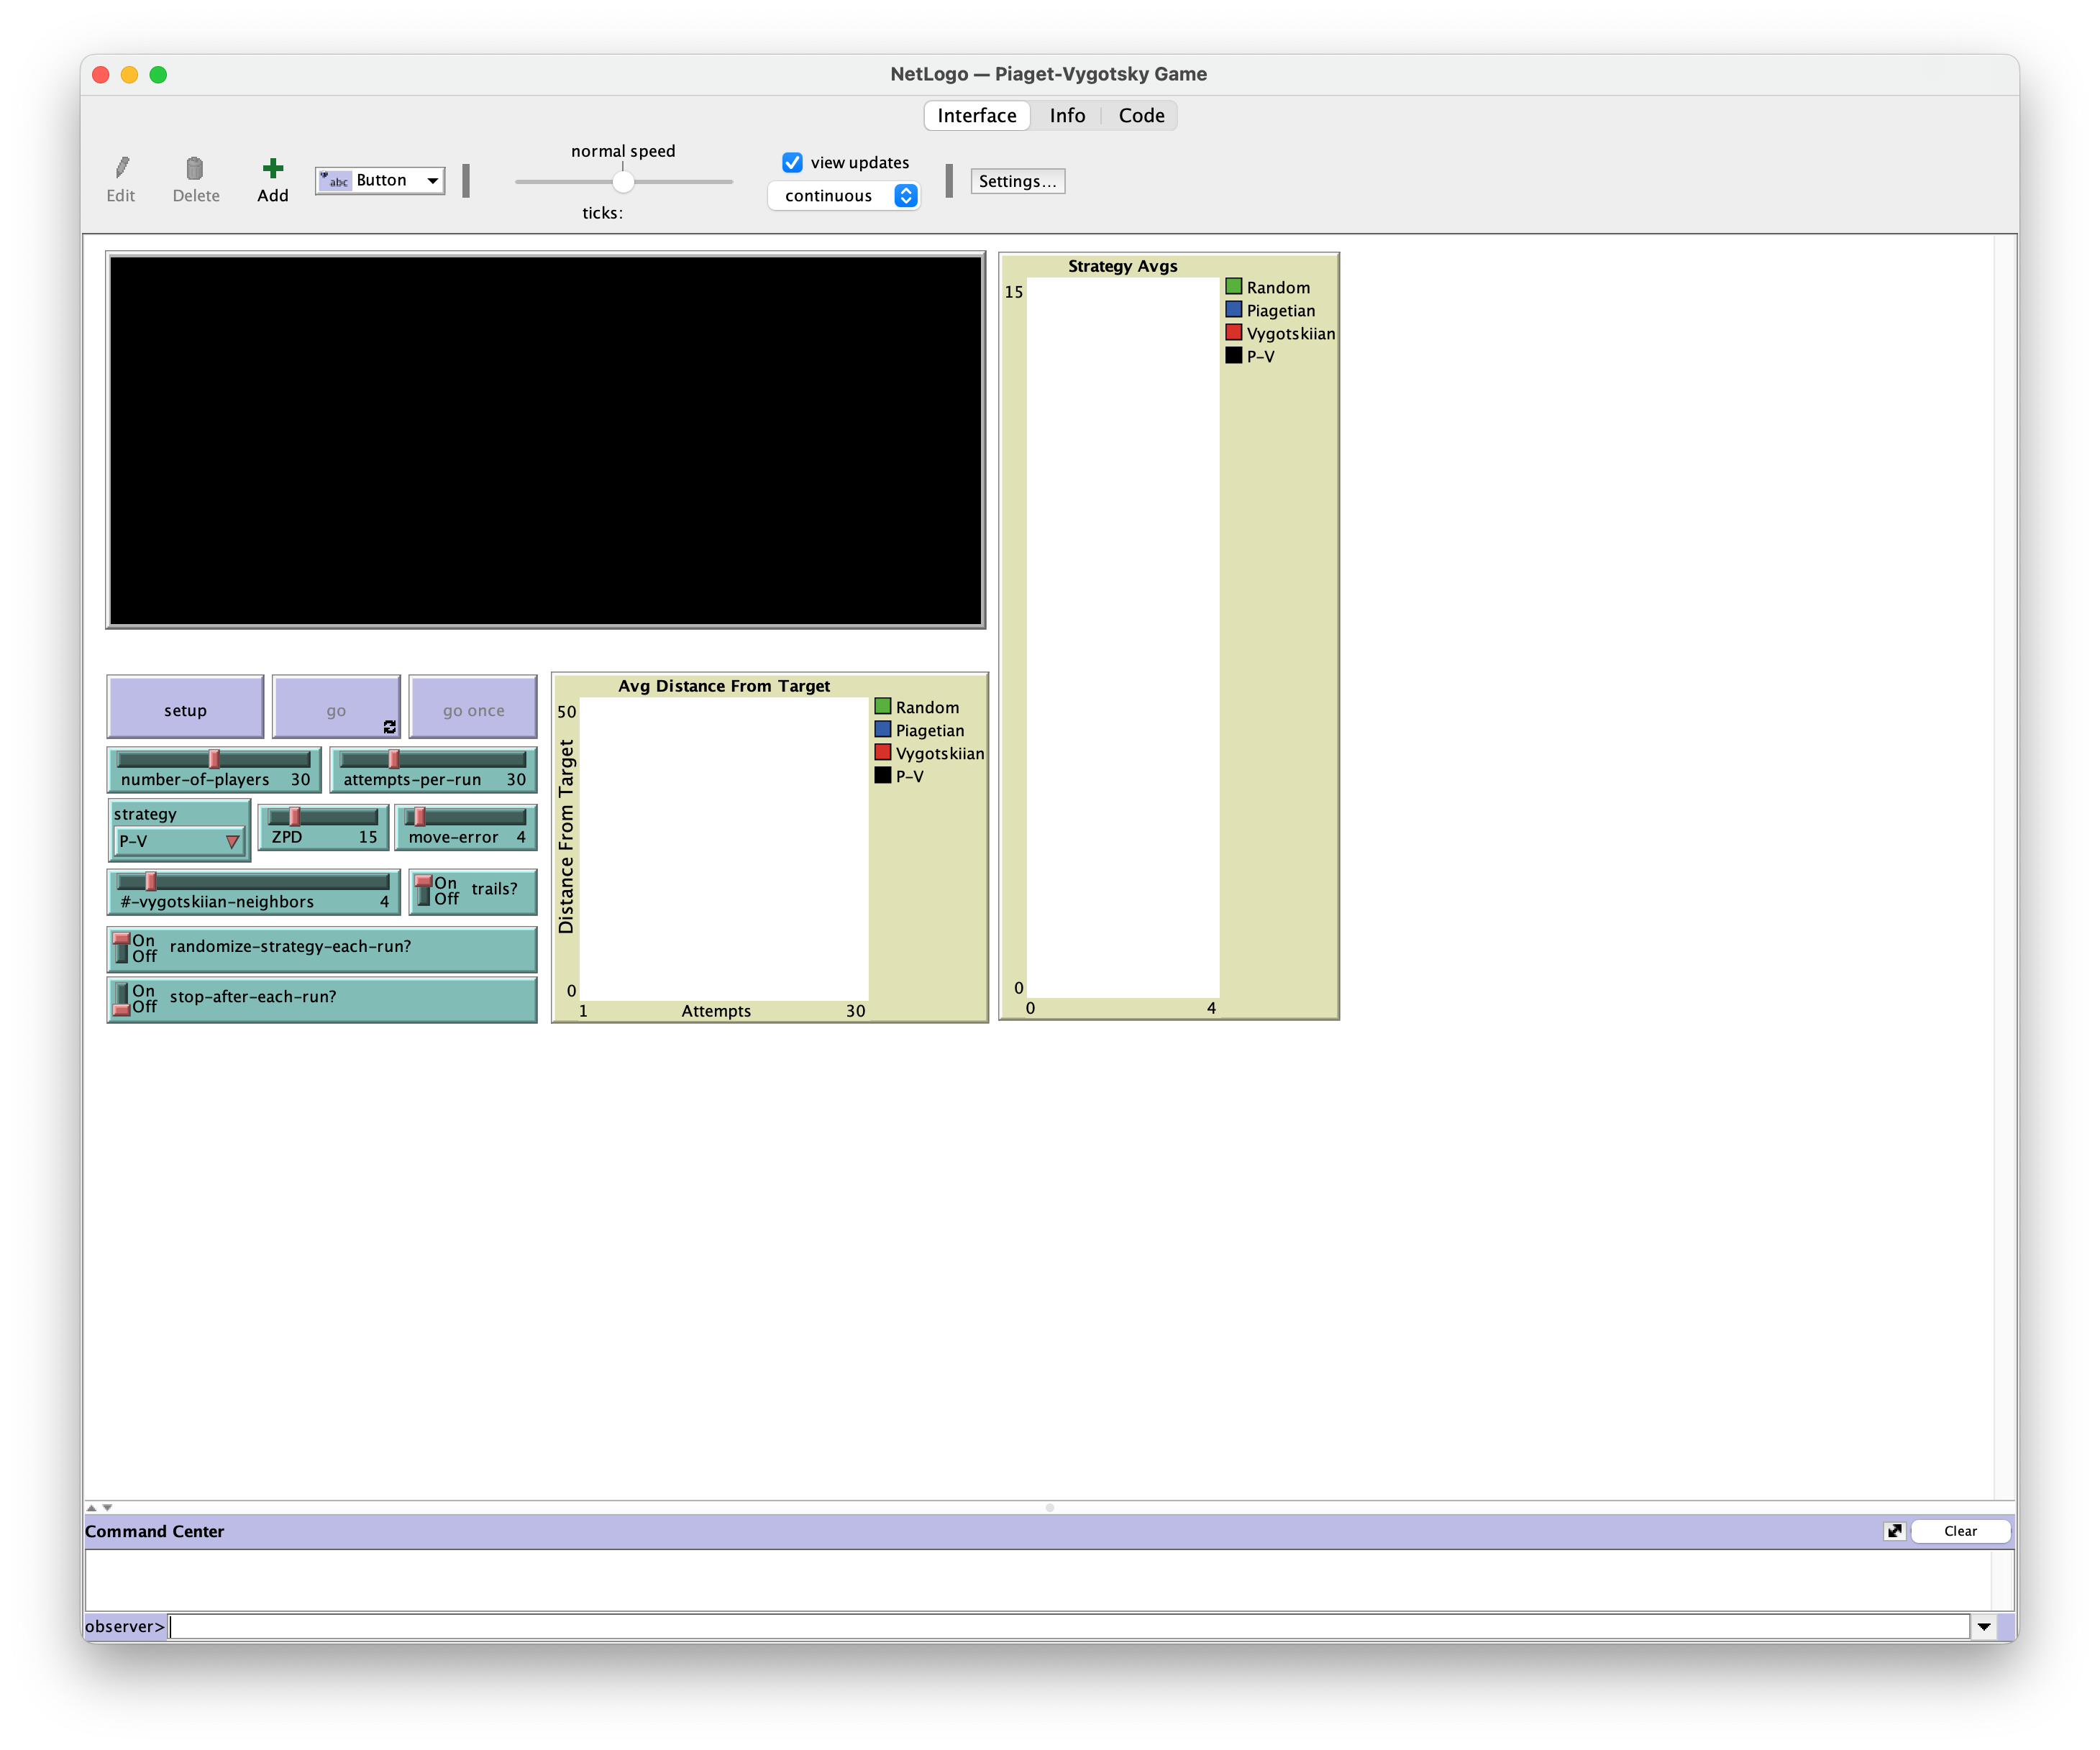 NetLogo — Piaget-Vygotsky Game
Interface Info Code
Edit Delete Add abc Button
normal speed
ticks:
view updates
continuous
Settings...
Strategy Avgs
15
0
0 4
Random
Piagetian
Vygotskiian
P-V
setup go go once
number-of-players 30 attempts-per-run 30
strategy
P-V
ZPD 15 move-error 4
#-vygotskiian-neighbors 4
On
Off
trails?
On
Off
randomize-strategy-each-run?
On
Off
stop-after-each-run?
Avg Distance From Target
Distance From Target
50
0
1 Attempts 30
Random
Piagetian
Vygotskiian
P-V
Command Center Clear
observer>